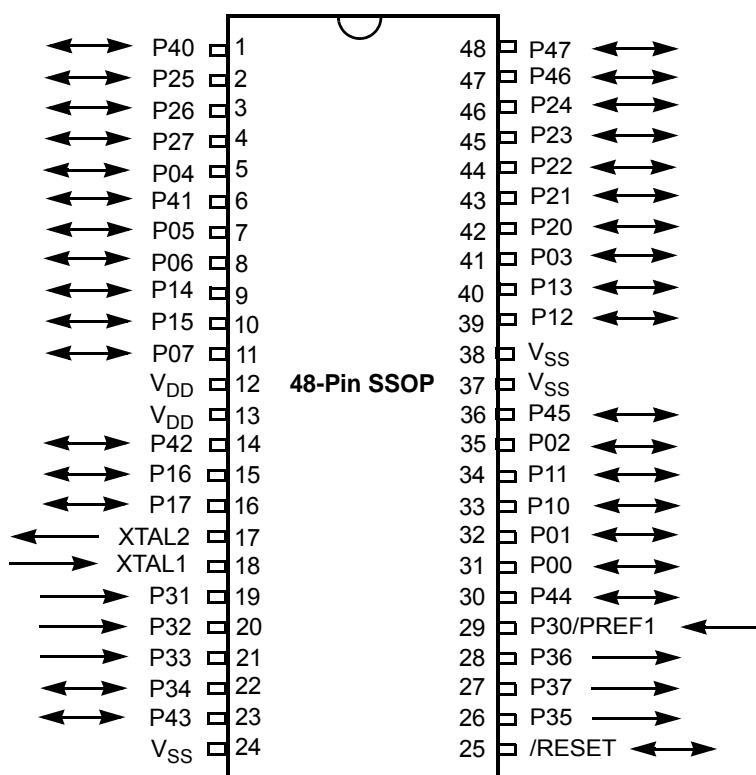 P40 1 48 P47
P25 2 47 P46
P26 3 46 P24
P27 4 45 P23
P04 5 44 P22
P41 6 43 P21
P05 7 42 P20
P06 8 41 P03
P14 9 40 P13
P15 10 39 P12
P07 11 38 VSS
VDD 12 48-Pin SSOP 37 VSS
VDD 13 36 P45
P42 14 35 P02
P16 15 34 P11
P17 16 33 P10
XTAL2 17 32 P01
XTAL1 18 31 P00
P31 19 30 P44
P32 20 29 P30/PREF1
P33 21 28 P36
P34 22 27 P37
P43 23 26 P35
VSS 24 25 /RESET